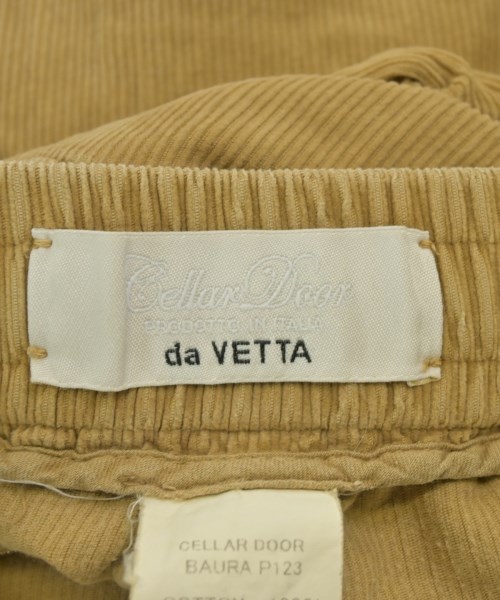 Cellar Door
PRODOTTO IN ITALIA
da VETTA
CELLAR DOOR
BAURA P123